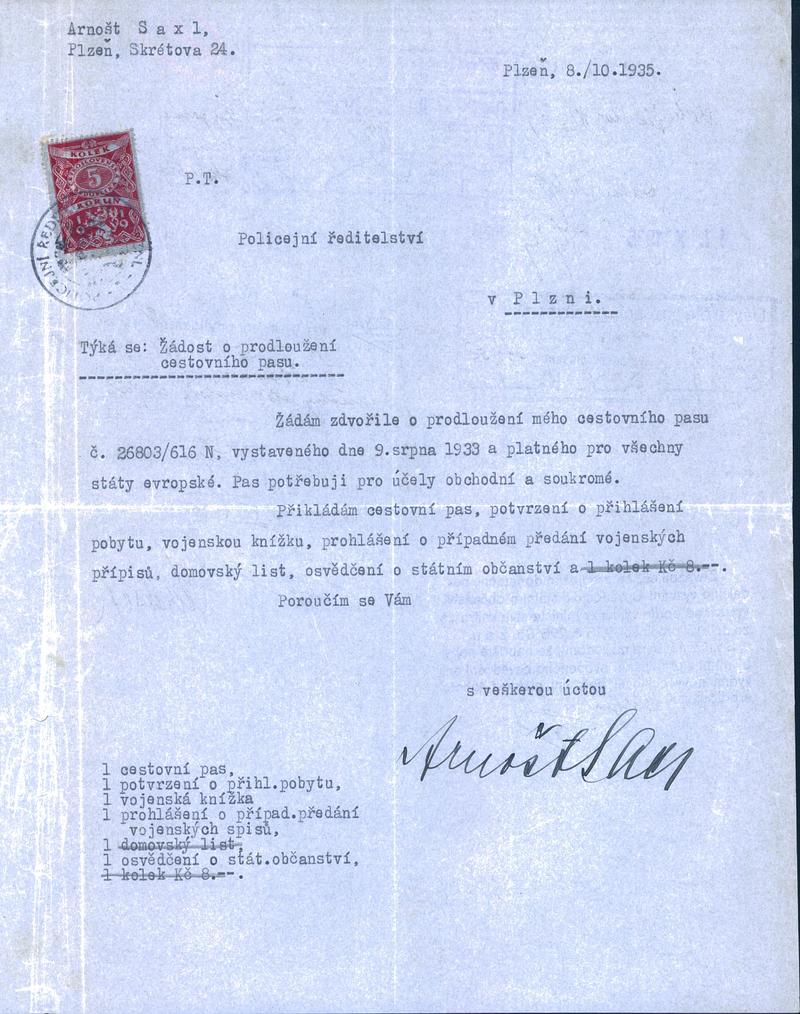 Arnošt S a x l,
Plzeň, Skrétova 24.
Plzeň, 8./10.1935.
KOLEK
5
KORUN
P.T.
Policejní ředitelství
v P l z n i.
POLICEJNÍ ŘED
Týká se: Žádost o prodloužení
cestovního pasu.
Žádám zdvořile o prodloužení mého cestovního pasu
č. 26803/616 N, vystaveného dne 9.srpna 1933 a platného pro všechny
státy evropské. Pas potřebuji pro účely obchodní a soukromé.
Přikládám cestovní pas, potvrzení o přihlášení
pobytu, vojenskou knížku, prohlášení o případném předání vojenských
přípisů, domovský list, osvědčení o státním občanství a 1 kolek Kč 8.--.
Poroučím se Vám
s veškerou úctou
Arnošt Saxl
1 cestovní pas,
1 potvrzení o přihl.pobytu,
1 vojenská knížka
1 prohlášení o případ.předání
vojenských spisů,
1 domovský list,
1 osvědčení o stát.občanství,
1 kolek Kč 8.--.